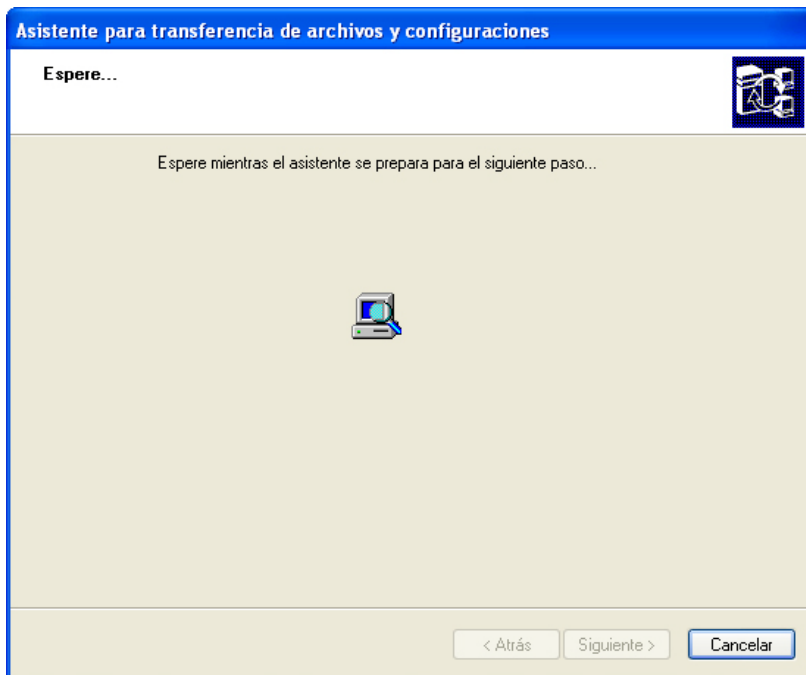 Asistente para transferencia de archivos y configuraciones
Espere...
Espere mientras el asistente se prepara para el siguiente paso...
< Atrás
Siguiente >
Cancelar